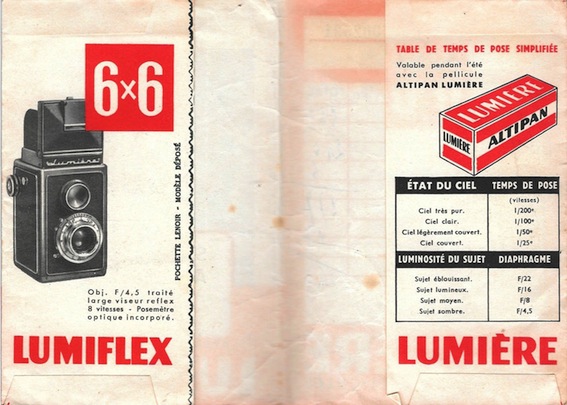 6x6
Lumière
Obj. F/4,5 traité
large viseur reflex
8 vitesses - Posemètre
optique incorporé.
LUMIFLEX
POCHETTE LENOIR - MODÈLE DÉPOSÉ
TABLE DE TEMPS DE POSE SIMPLIFIÉE
Valable pendant l'été
avec la pellicule
ALTIPAN LUMIÈRE
LUMIÈRE
LUMIÈRE
ALTIPAN
ÉTAT DU CIEL TEMPS DE POSE
(vitesses)
Ciel très pur. 1/200e
Ciel clair. 1/100e
Ciel légèrement couvert. 1/50e
Ciel couvert. 1/25e
LUMINOSITÉ DU SUJET DIAPHRAGME
Sujet éblouissant. F/22
Sujet lumineux. F/16
Sujet moyen. F/8
Sujet sombre. F/4,5
LUMIÈRE